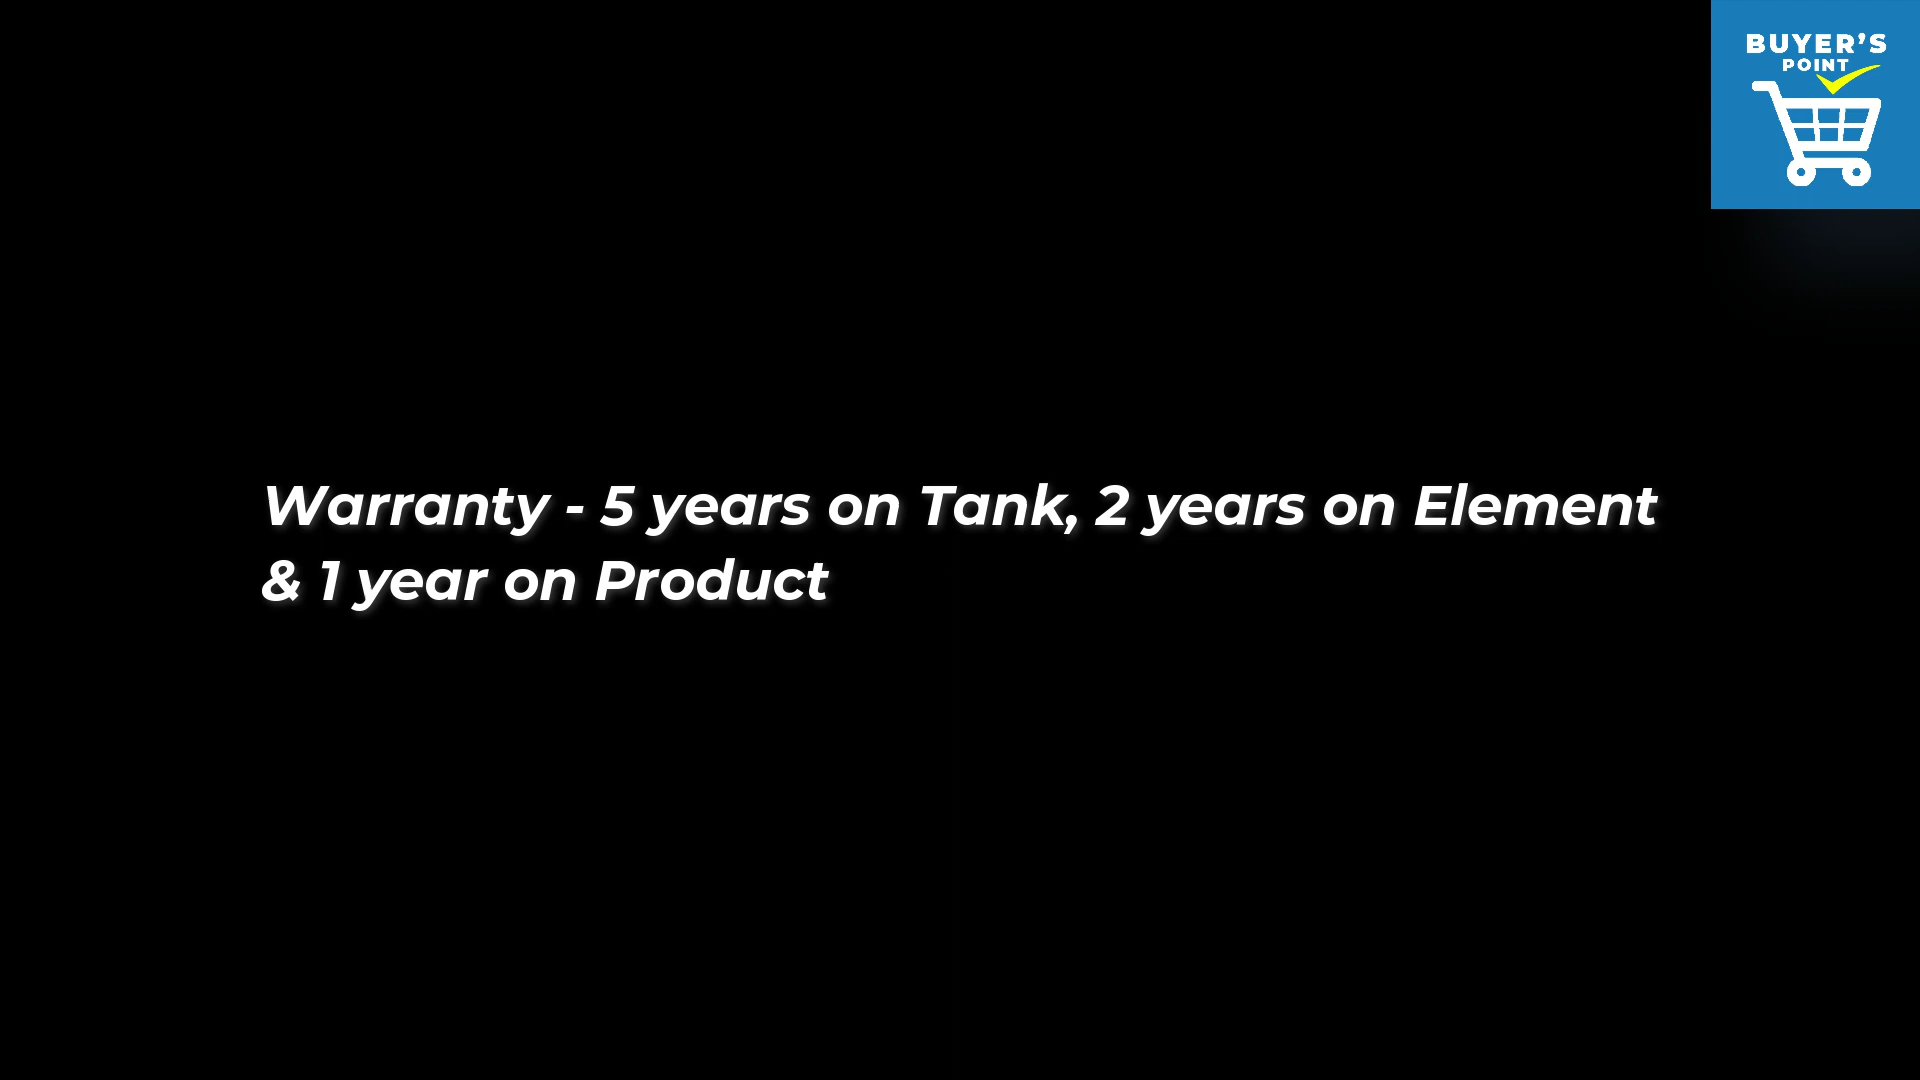 BUYER'S
POINT
Warranty - 5 years on Tank, 2 years on Element
& 1 year on Product